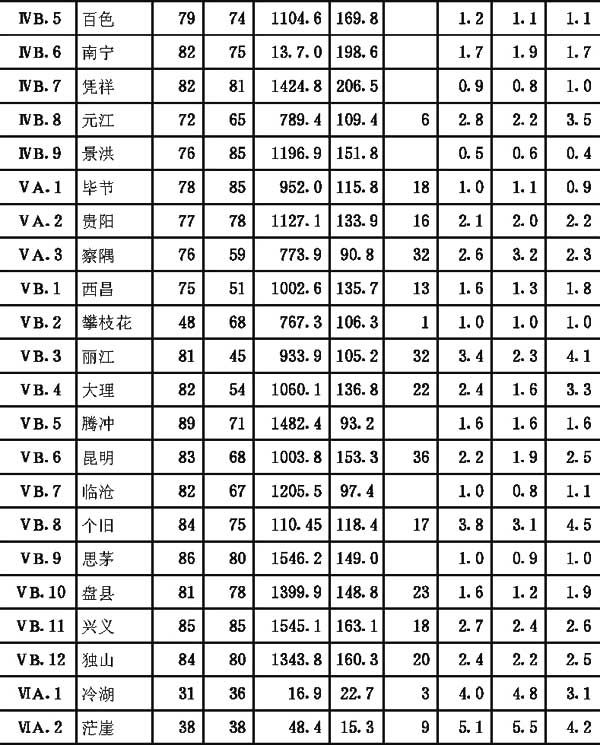 ⅣB.5 百色 79 74 1104.6 169.8 1.2 1.1 1.1
ⅣB.6 南宁 82 75 13.7.0 198.6 1.7 1.9 1.7
ⅣB.7 凭祥 82 81 1424.8 206.5 0.9 0.8 1.0
ⅣB.8 元江 72 65 789.4 109.4 6 2.8 2.2 3.5
ⅣB.9 景洪 76 85 1196.9 151.8 0.5 0.6 0.4
ⅤA.1 毕节 78 85 952.0 115.8 18 1.0 1.1 0.9
ⅤA.2 贵阳 77 78 1127.1 133.9 16 2.1 2.0 2.2
ⅤA.3 察隅 76 59 773.9 90.8 32 2.6 3.2 2.3
ⅤB.1 西昌 75 51 1002.6 135.7 13 1.6 1.3 1.8
ⅤB.2 攀枝花 48 68 767.3 106.3 1 1.0 1.0 1.0
ⅤB.3 丽江 81 45 933.9 105.2 32 3.4 2.3 4.1
ⅤB.4 大理 82 54 1060.1 136.8 22 2.4 1.6 3.3
ⅤB.5 腾冲 89 71 1482.4 93.2 1.6 1.6 1.6
ⅤB.6 昆明 83 68 1003.8 153.3 36 2.2 1.9 2.5
ⅤB.7 临沧 82 67 1205.5 97.4 1.0 0.8 1.1
ⅤB.8 个旧 84 75 110.45 118.4 17 3.8 3.1 4.5
ⅤB.9 思茅 86 80 1546.2 149.0 1.0 0.9 1.0
ⅤB.10 盘县 81 78 1399.9 148.8 23 1.6 1.2 1.9
ⅤB.11 兴义 85 85 1545.1 163.1 18 2.7 2.4 2.6
ⅤB.12 独山 84 80 1343.8 160.3 20 2.4 2.2 2.5
ⅥA.1 冷湖 31 36 16.9 22.7 3 4.0 4.8 3.1
ⅥA.2 茫崖 38 38 48.4 15.3 9 5.1 5.5 4.2